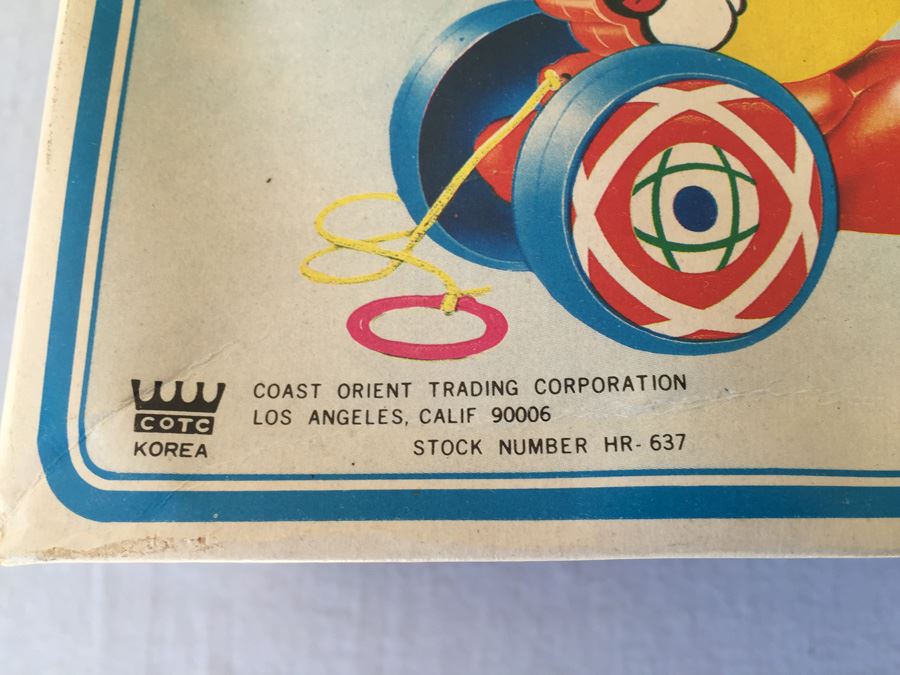 COTC
KOREA
COAST ORIENT TRADING CORPORATION
LOS ANGELES, CALIF 90006
STOCK NUMBER HR-637